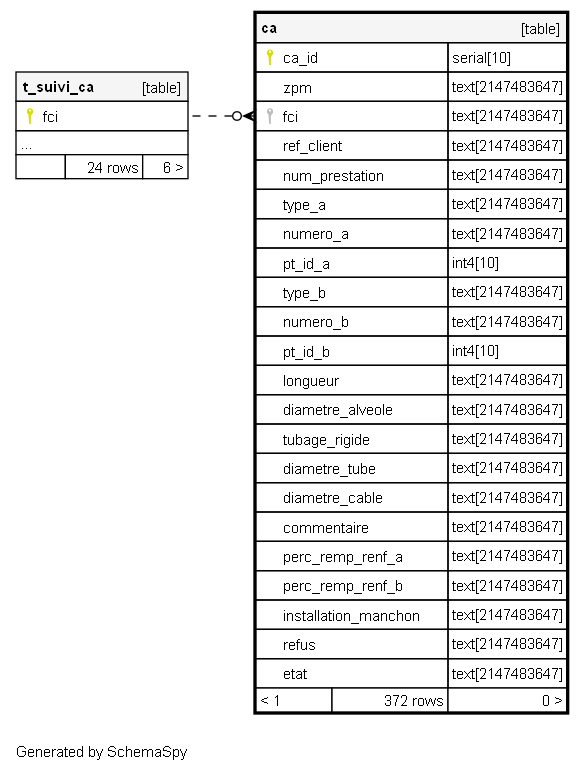 t_suivi_ca [table]
fci
...
24 rows 6 >
ca [table]
ca_id serial[10]
zpm text[2147483647]
fci text[2147483647]
ref_client text[2147483647]
num_prestation text[2147483647]
type_a text[2147483647]
numero_a text[2147483647]
pt_id_a int4[10]
type_b text[2147483647]
numero_b text[2147483647]
pt_id_b int4[10]
longueur text[2147483647]
diametre_alveole text[2147483647]
tubage_rigide text[2147483647]
diametre_tube text[2147483647]
diametre_cable text[2147483647]
commentaire text[2147483647]
perc_remp_renf_a text[2147483647]
perc_remp_renf_b text[2147483647]
installation_manchon text[2147483647]
refus text[2147483647]
etat text[2147483647]
< 1 372 rows 0 >
Generated by SchemaSpy